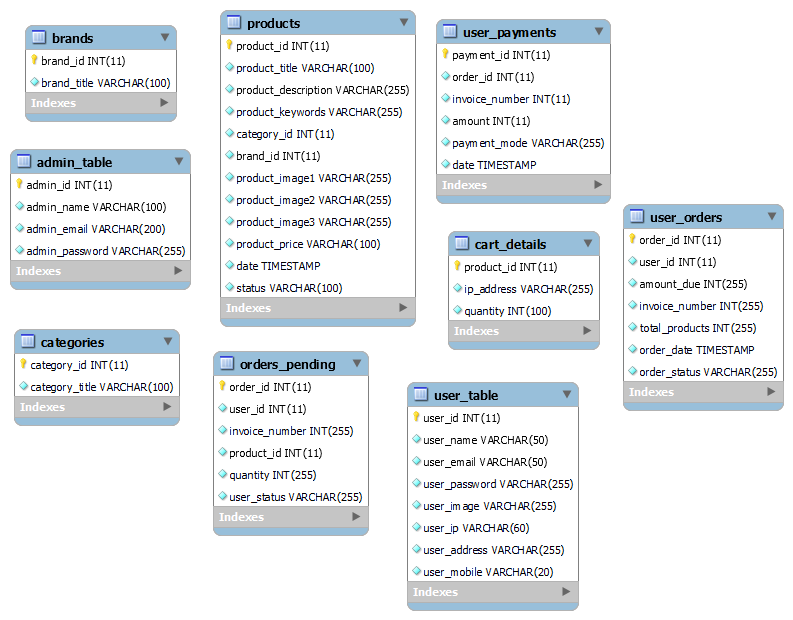 brands
brand_id INT(11)
brand_title VARCHAR(100)
Indexes
products
product_id INT(11)
product_title VARCHAR(100)
product_description VARCHAR(255)
product_keywords VARCHAR(255)
category_id INT(11)
brand_id INT(11)
product_image1 VARCHAR(255)
product_image2 VARCHAR(255)
product_image3 VARCHAR(255)
product_price VARCHAR(100)
date TIMESTAMP
status VARCHAR(100)
Indexes
user_payments
payment_id INT(11)
order_id INT(11)
invoice_number INT(11)
amount INT(11)
payment_mode VARCHAR(255)
date TIMESTAMP
Indexes
admin_table
admin_id INT(11)
admin_name VARCHAR(100)
admin_email VARCHAR(200)
admin_password VARCHAR(255)
Indexes
user_orders
order_id INT(11)
user_id INT(11)
amount_due INT(255)
invoice_number INT(255)
total_products INT(255)
order_date TIMESTAMP
order_status VARCHAR(255)
Indexes
cart_details
product_id INT(11)
ip_address VARCHAR(255)
quantity INT(100)
Indexes
categories
category_id INT(11)
category_title VARCHAR(100)
Indexes
orders_pending
order_id INT(11)
user_id INT(11)
invoice_number INT(255)
product_id INT(11)
quantity INT(255)
user_status VARCHAR(255)
Indexes
user_table
user_id INT(11)
user_name VARCHAR(50)
user_email VARCHAR(50)
user_password VARCHAR(255)
user_image VARCHAR(255)
user_ip VARCHAR(60)
user_address VARCHAR(255)
user_mobile VARCHAR(20)
Indexes